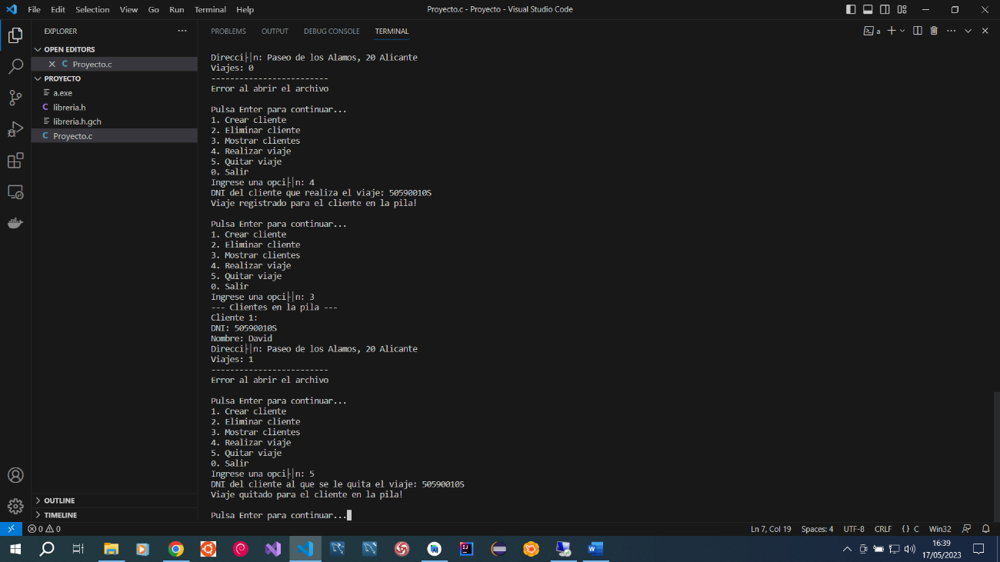 File Edit Selection View Go Run Terminal Help
Proyecto.c - Proyecto - Visual Studio Code
EXPLORER
OPEN EDITORS
C Proyecto.c
PROYECTO
a.exe
C libreria.h
libreria.h.gch
C Proyecto.c
OUTLINE
TIMELINE
PROBLEMS OUTPUT DEBUG CONSOLE TERMINAL
a
Direcci├│n: Paseo de los Alamos, 20 Alicante
Viajes: 0
-------------------------
Error al abrir el archivo
Pulsa Enter para continuar...
1. Crear cliente
2. Eliminar cliente
3. Mostrar clientes
4. Realizar viaje
5. Quitar viaje
0. Salir
Ingrese una opci├│n: 4
DNI del cliente que realiza el viaje: 50590010S
Viaje registrado para el cliente en la pila!
Pulsa Enter para continuar...
1. Crear cliente
2. Eliminar cliente
3. Mostrar clientes
4. Realizar viaje
5. Quitar viaje
0. Salir
Ingrese una opci├│n: 3
--- Clientes en la pila ---
Cliente 1:
DNI: 50590010S
Nombre: David
Direcci├│n: Paseo de los Alamos, 20 Alicante
Viajes: 1
-------------------------
Error al abrir el archivo
Pulsa Enter para continuar...
1. Crear cliente
2. Eliminar cliente
3. Mostrar clientes
4. Realizar viaje
5. Quitar viaje
0. Salir
Ingrese una opci├│n: 5
DNI del cliente al que se le quita el viaje: 50590010S
Viaje quitado para el cliente en la pila!
Pulsa Enter para continuar...
0 0
Ln 7, Col 19 Spaces: 4 UTF-8 CRLF {} C Win32
16:39
17/05/2023